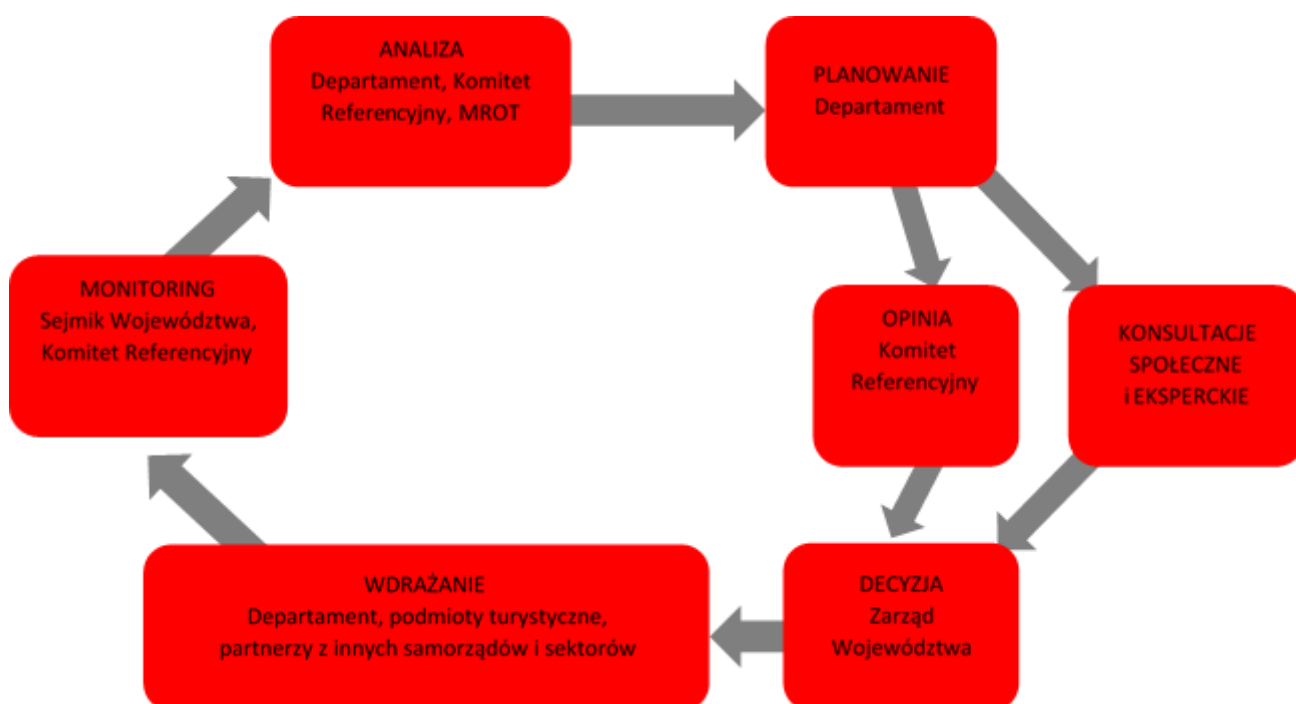 ANALIZA
Departament, Komitet
Referencyjny, MROT
PLANOWANIE
Departament
OPINIA
Komitet
Referencyjny
KONSULTACJE
SPOŁECZNE
i EKSPERCKIE
DECYZJA
Zarząd
Województwa
WDRAŻANIE
Departament, podmioty turystyczne,
partnerzy z innych samorządów i sektorów
MONITORING
Sejmik Województwa,
Komitet Referencyjny